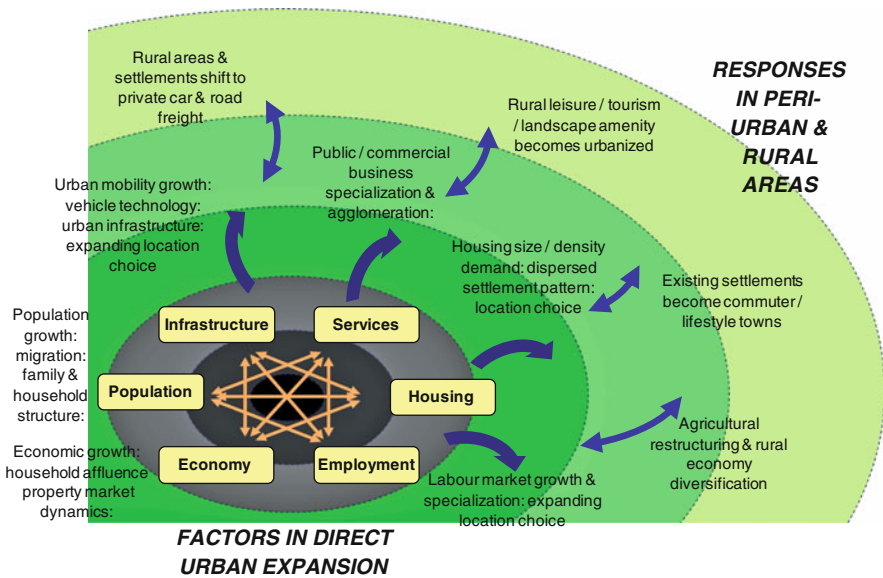 Rural areas &
settlements shift to
private car & road
freight
RESPONSES
IN PERI-
URBAN &
RURAL
AREAS
Rural leisure / tourism
/ landscape amenity
becomes urbanized
Public / commercial
business
specialization &
agglomeration:
Urban mobility growth:
vehicle technology:
urban infrastructure:
expanding location
choice
Housing size / density
demand: dispersed
settlement pattern:
location choice
Existing settlements
become commuter /
lifestyle towns
Population
growth:
migration:
family &
household
structure:
Infrastructure
Services
Population
Housing
Economy
Employment
Economic growth:
household affluence
property market
dynamics:
Labour market growth &
specialization: expanding
location choice
Agricultural
restructuring & rural
economy
diversification
FACTORS IN DIRECT
URBAN EXPANSION